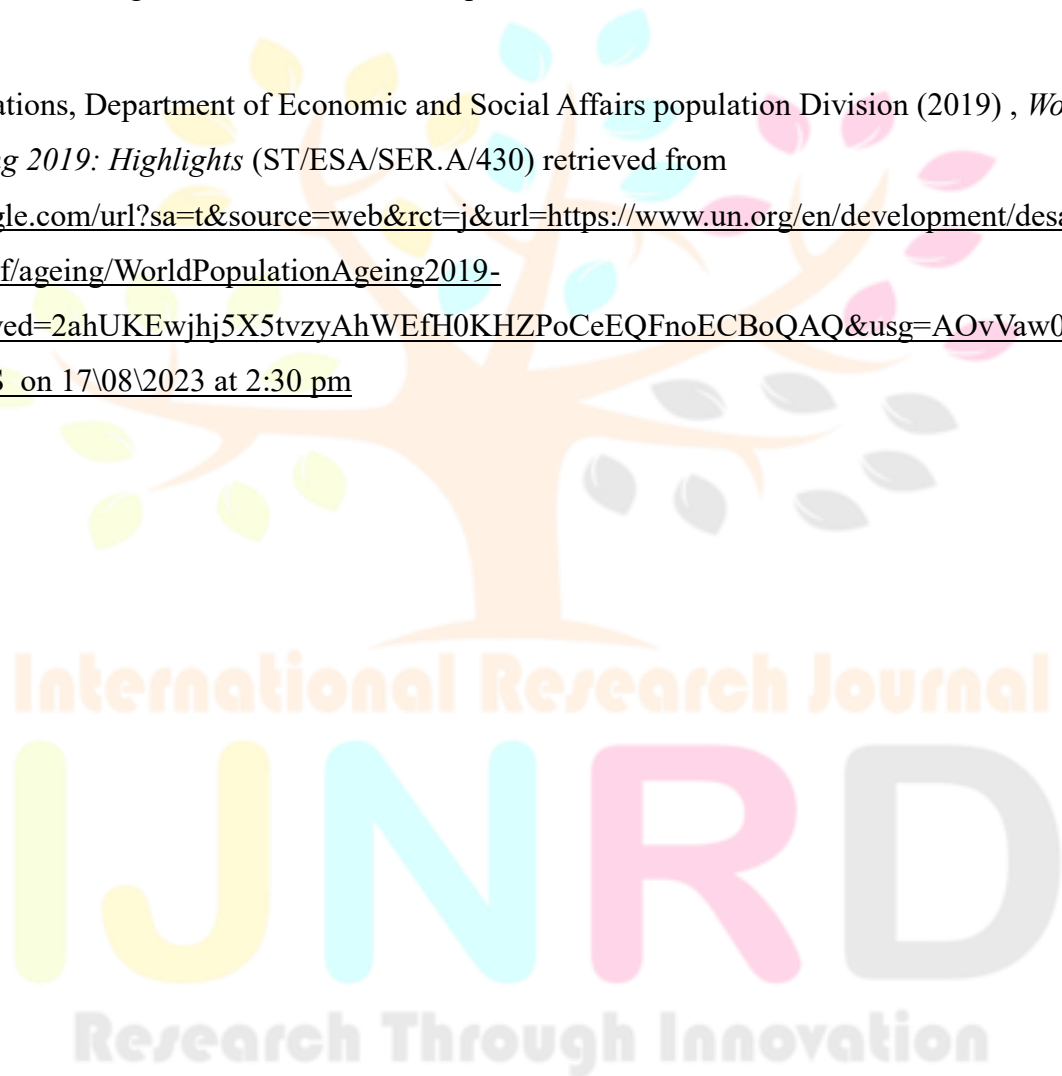 ations, Department of Economic and Social Affairs population Division (2019) , Wo
g 2019: Highlights (ST/ESA/SER.A/430) retrieved from
gle.com/url?sa=t&source=web&rct=j&url=https://www.un.org/en/development/desa
f/ageing/WorldPopulationAgeing2019-
ved=2ahUKEwjhj5X5tvzyAhWEfH0KHZPoCeEQFnoECBoQAQ&usg=AOvVaw0
S on 17\08\2023 at 2:30 pm
International Research Journal
IJNRD
Research Through Innovation